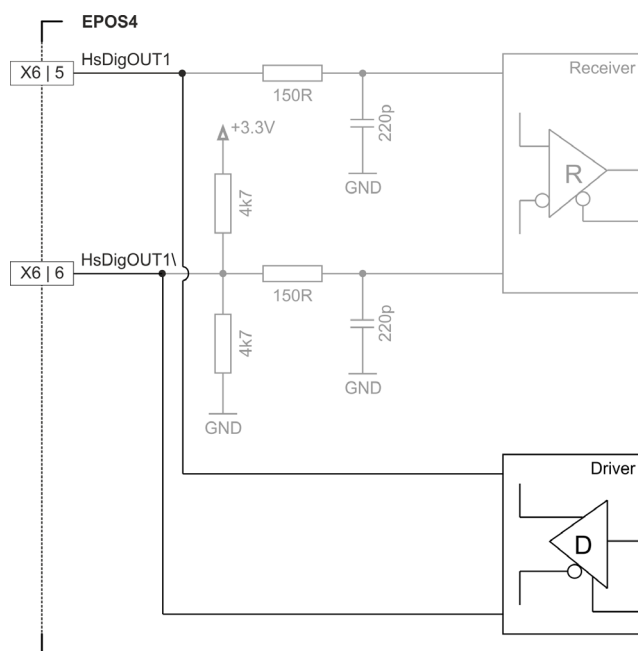 EPOS4
X6 | 5 HsDigOUT1 Receiver
150R
220p
+3.3V
GND
4k7
R
X6 | 6 HsDigOUT1\
150R
220p
4k7
GND
GND
Driver
D